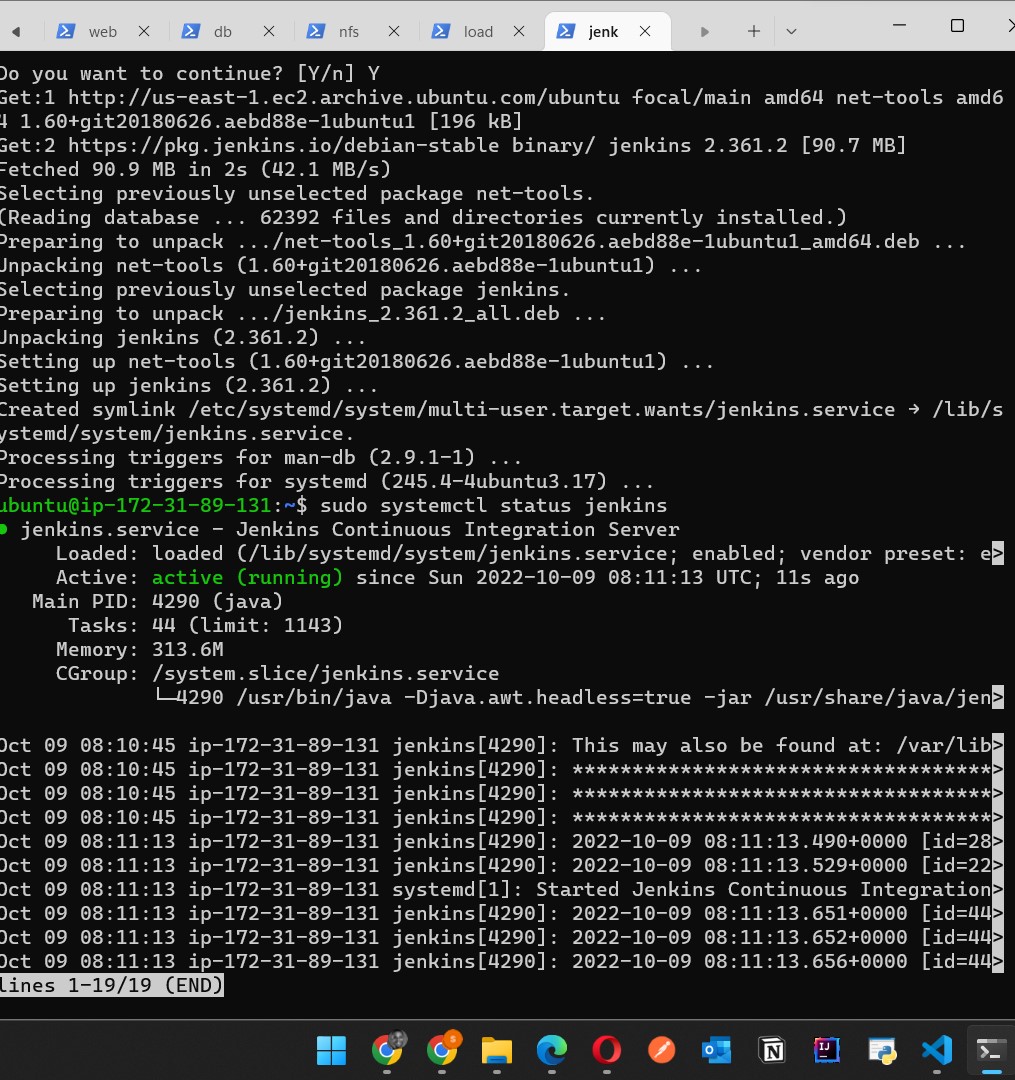 web
db
nfs
load
jenk
Do you want to continue? [Y/n] Y
Get:1 http://us-east-1.ec2.archive.ubuntu.com/ubuntu focal/main amd64 net-tools amd6
4 1.60+git20180626.aebd88e-1ubuntu1 [196 kB]
Get:2 https://pkg.jenkins.io/debian-stable binary/ jenkins 2.361.2 [90.7 MB]
Fetched 90.9 MB in 2s (42.1 MB/s)
Selecting previously unselected package net-tools.
(Reading database ... 62392 files and directories currently installed.)
Preparing to unpack .../net-tools_1.60+git20180626.aebd88e-1ubuntu1_amd64.deb ...
Unpacking net-tools (1.60+git20180626.aebd88e-1ubuntu1) ...
Selecting previously unselected package jenkins.
Preparing to unpack .../jenkins_2.361.2_all.deb ...
Unpacking jenkins (2.361.2) ...
Setting up net-tools (1.60+git20180626.aebd88e-1ubuntu1) ...
Setting up jenkins (2.361.2) ...
Created symlink /etc/systemd/system/multi-user.target.wants/jenkins.service → /lib/s
ystemd/system/jenkins.service.
Processing triggers for man-db (2.9.1-1) ...
Processing triggers for systemd (245.4-4ubuntu3.17) ...
ubuntu@ip-172-31-89-131:~$ sudo systemctl status jenkins
● jenkins.service - Jenkins Continuous Integration Server
Loaded: loaded (/lib/systemd/system/jenkins.service; enabled; vendor preset: e>
Active: active (running) since Sun 2022-10-09 08:11:13 UTC; 11s ago
Main PID: 4290 (java)
Tasks: 44 (limit: 1143)
Memory: 313.6M
CGroup: /system.slice/jenkins.service
└─4290 /usr/bin/java -Djava.awt.headless=true -jar /usr/share/java/jen>
Oct 09 08:10:45 ip-172-31-89-131 jenkins[4290]: This may also be found at: /var/lib>
Oct 09 08:10:45 ip-172-31-89-131 jenkins[4290]: ***********************************>
Oct 09 08:10:45 ip-172-31-89-131 jenkins[4290]: ***********************************>
Oct 09 08:10:45 ip-172-31-89-131 jenkins[4290]: ***********************************>
Oct 09 08:11:13 ip-172-31-89-131 jenkins[4290]: 2022-10-09 08:11:13.490+0000 [id=28>
Oct 09 08:11:13 ip-172-31-89-131 jenkins[4290]: 2022-10-09 08:11:13.529+0000 [id=22>
Oct 09 08:11:13 ip-172-31-89-131 systemd[1]: Started Jenkins Continuous Integration>
Oct 09 08:11:13 ip-172-31-89-131 jenkins[4290]: 2022-10-09 08:11:13.651+0000 [id=44>
Oct 09 08:11:13 ip-172-31-89-131 jenkins[4290]: 2022-10-09 08:11:13.652+0000 [id=44>
Oct 09 08:11:13 ip-172-31-89-131 jenkins[4290]: 2022-10-09 08:11:13.656+0000 [id=44>
lines 1-19/19 (END)